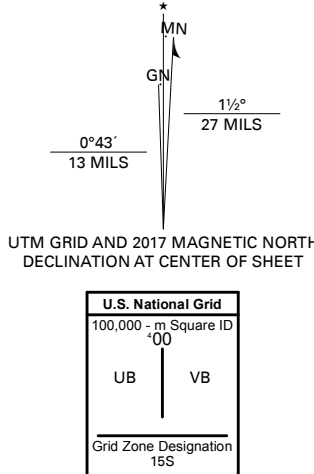 ★
MN
GN
1½°
27 MILS
0°43´
13 MILS
UTM GRID AND 2017 MAGNETIC NORTH
DECLINATION AT CENTER OF SHEET
U.S. National Grid
100,000 - m Square ID
⁴00
UB VB
Grid Zone Designation
15S